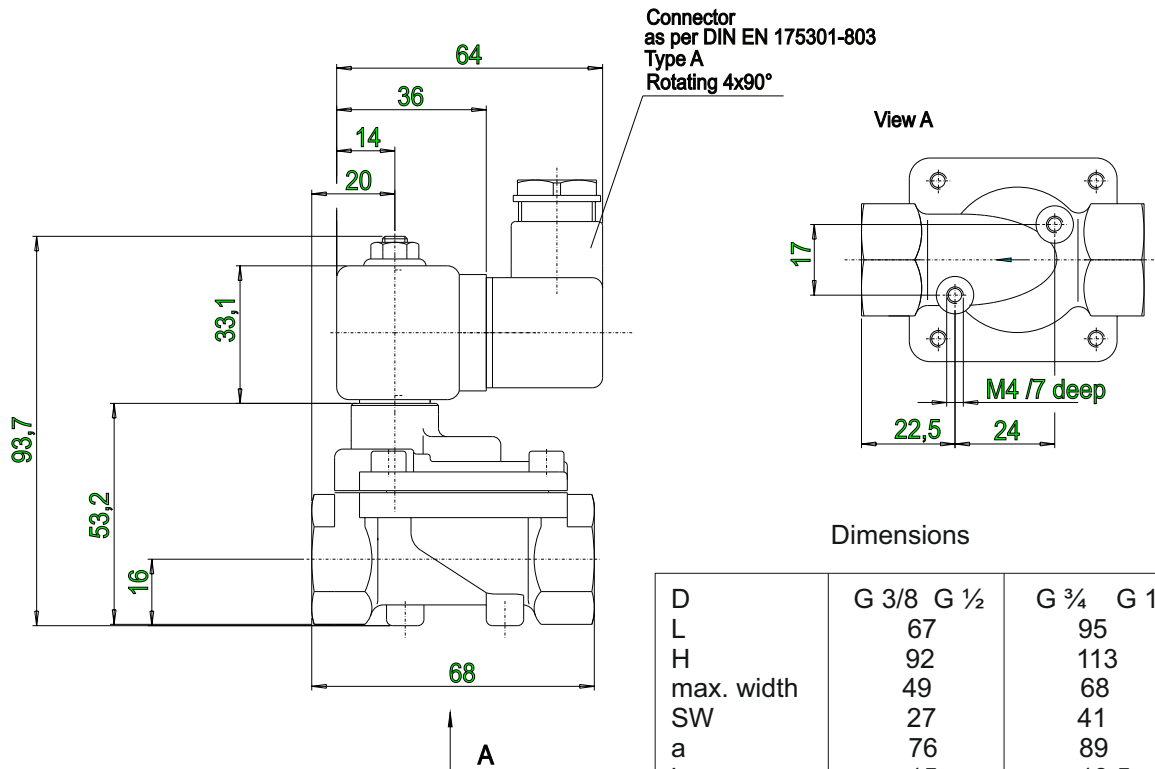 Connector
as per DIN EN 175301-803
Type A
Rotating 4x90°
64
36
14
20
93,7
33,1
53,2
16
68
A
View A
17
M4 /7 deep
22,5
24
Dimensions
D G 3/8 G ½ G ¾ G 1
L 67 95
H 92 113
max. width 49 68
SW 27 41
a 76 89